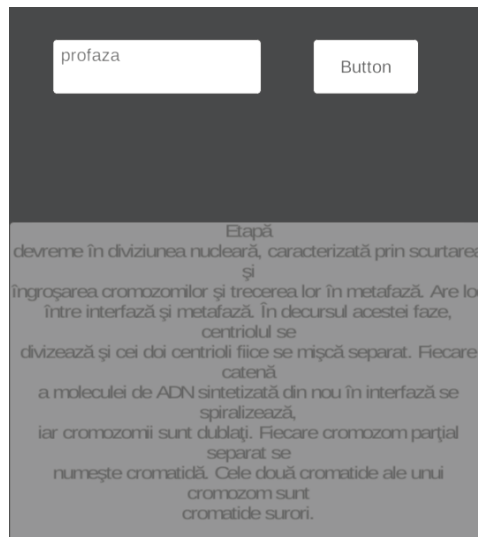 profaza
Button
Etapă
devreme în diviziunea nucleară, caracterizată prin scurtarea
şi
îngroşarea cromozomilor şi trecerea lor în metafază. Are lo
între interfază şi metafază. În decursul acestei faze,
centriolul se
divizează şi cei doi centrioli fiice se mişcă separat. Fiecare
catenă
a moleculei de ADN sintetizată din nou în interfază se
spiralizează,
iar cromozomii sunt dublaţi. Fiecare cromozom parţial
separat se
numeşte cromatidă. Cele două cromatide ale unui
cromozom sunt
cromatide surori.